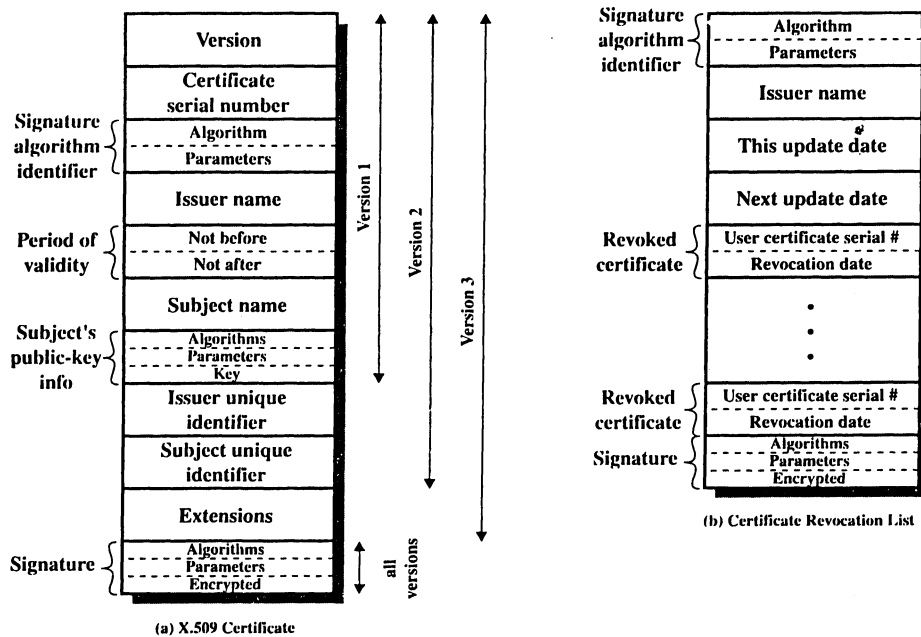 Version
Certificate
serial number
Signature
algorithm
identifier
Algorithm
Parameters
Issuer name
Period of
validity
Not before
Not after
Subject name
Subject's
public-key
info
Algorithms
Parameters
Key
Issuer unique
identifier
Subject unique
identifier
Extensions
Signature
Algorithms
Parameters
Encrypted
Version 1
Version 2
Version 3
all
versions
(a) X.509 Certificate
Signature
algorithm
identifier
Algorithm
Parameters
Issuer name
This update date
Next update date
Revoked
certificate
User certificate serial #
Revocation date
Revoked
certificate
User certificate serial #
Revocation date
Signature
Algorithms
Parameters
Encrypted
(b) Certificate Revocation List